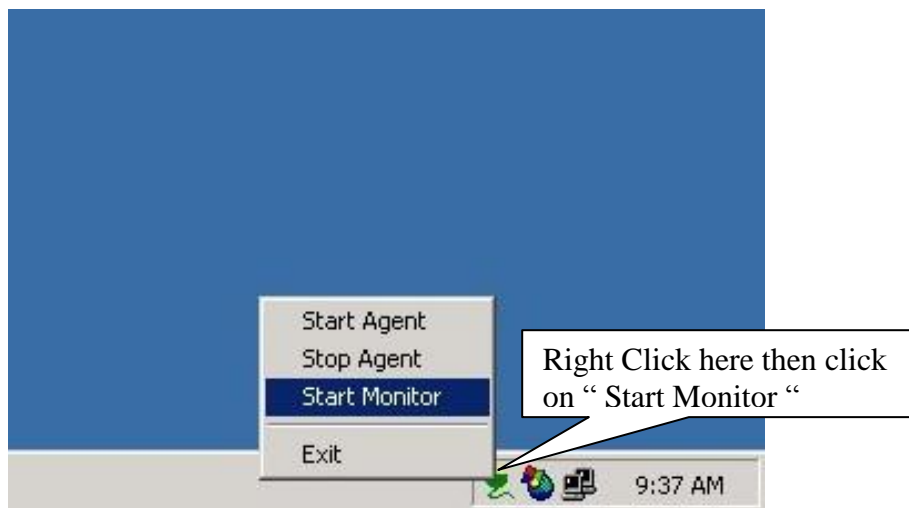 Start Agent
Stop Agent
Start Monitor
Exit
Right Click here then click
on “ Start Monitor “
9:37 AM